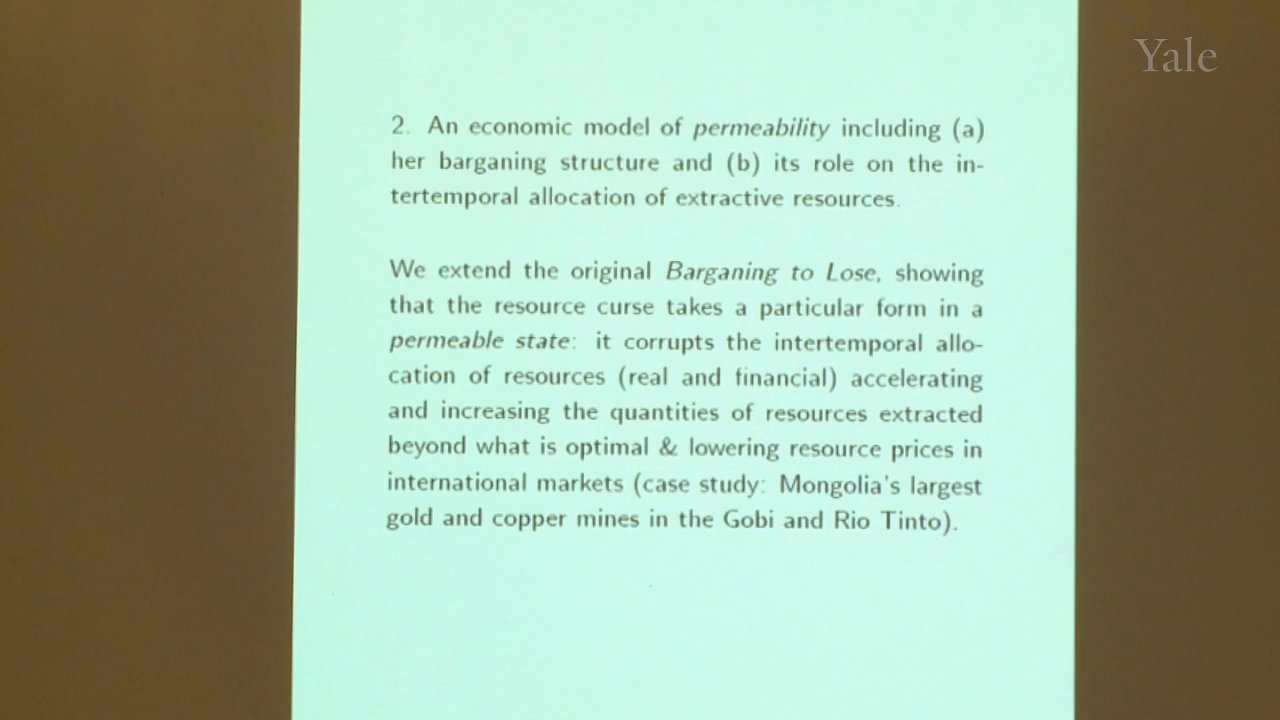 Yale
2. An economic model of permeability including (a)
her barganing structure and (b) its role on the in-
tertemporal allocation of extractive resources.
We extend the original Barganing to Lose, showing
that the resource curse takes a particular form in a
permeable state: it corrupts the intertemporal allo-
cation of resources (real and financial) accelerating
and increasing the quantities of resources extracted
beyond what is optimal & lowering resource prices in
international markets (case study: Mongolia's largest
gold and copper mines in the Gobi and Rio Tinto).